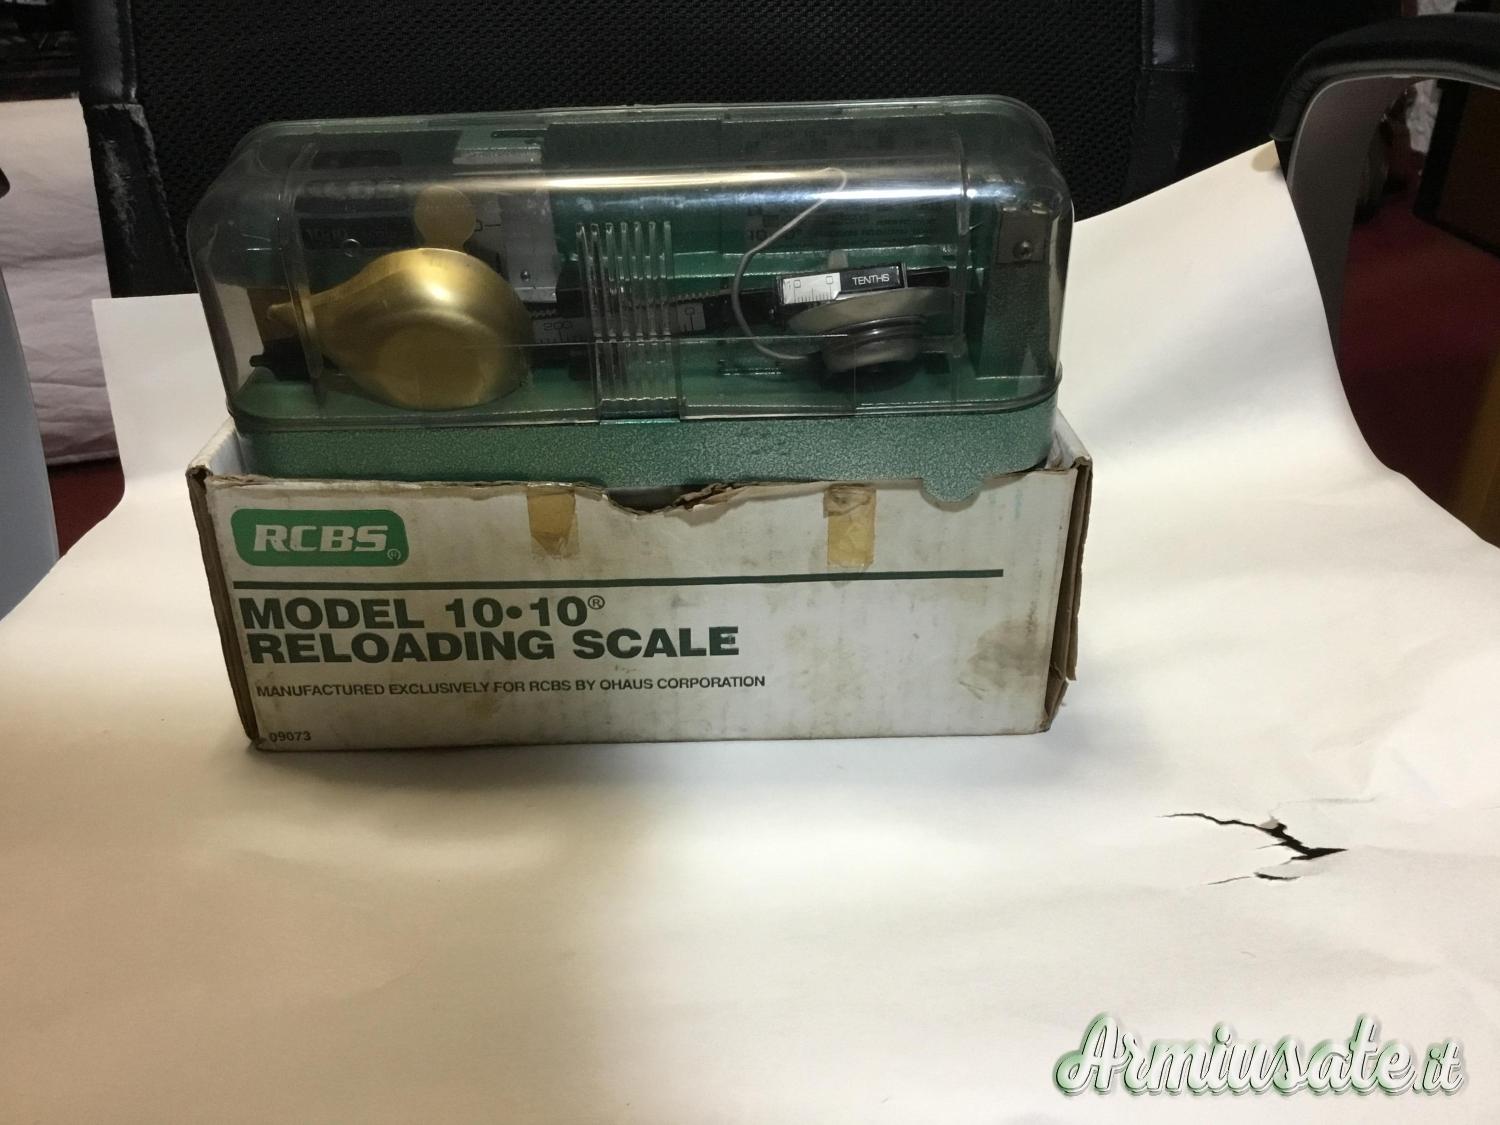 TENTHS
RCBS®
MODEL 10•10®
RELOADING SCALE
MANUFACTURED EXCLUSIVELY FOR RCBS BY OHAUS CORPORATION
09073
Armiusate.it